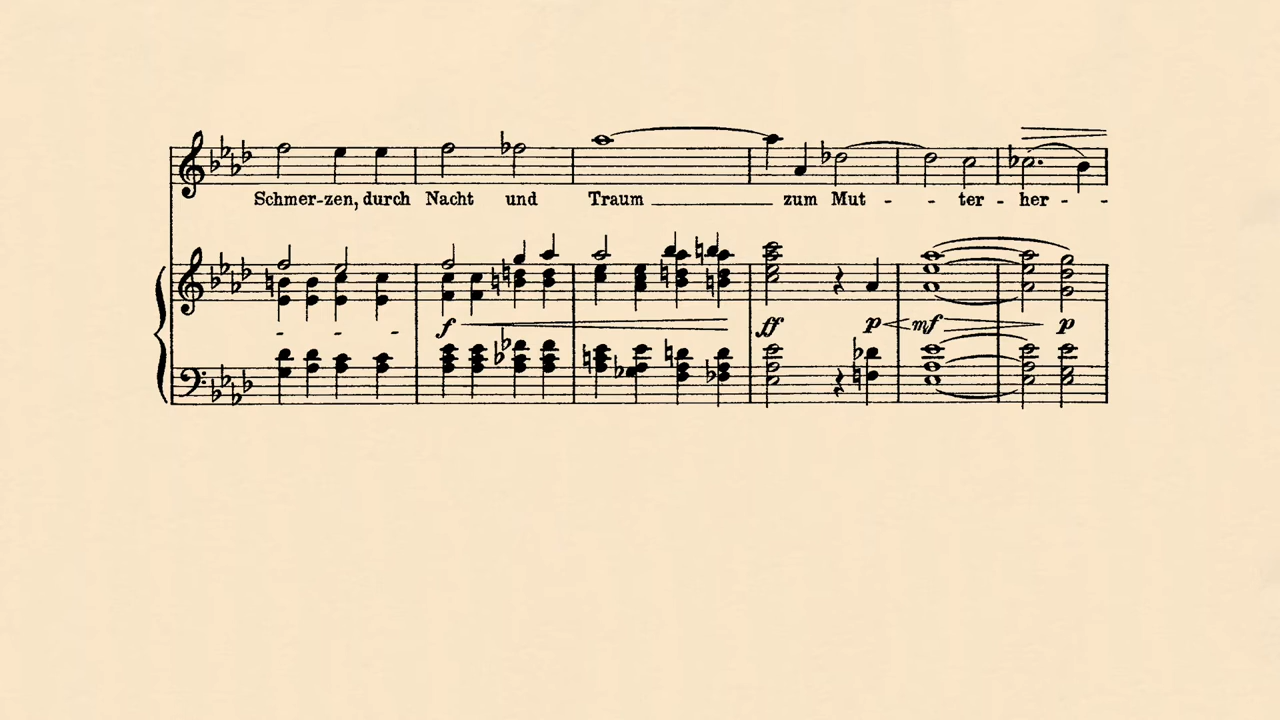 Schmer-zen, durch Nacht und Traum zum Mut - - ter - her - -
f ff p mf p